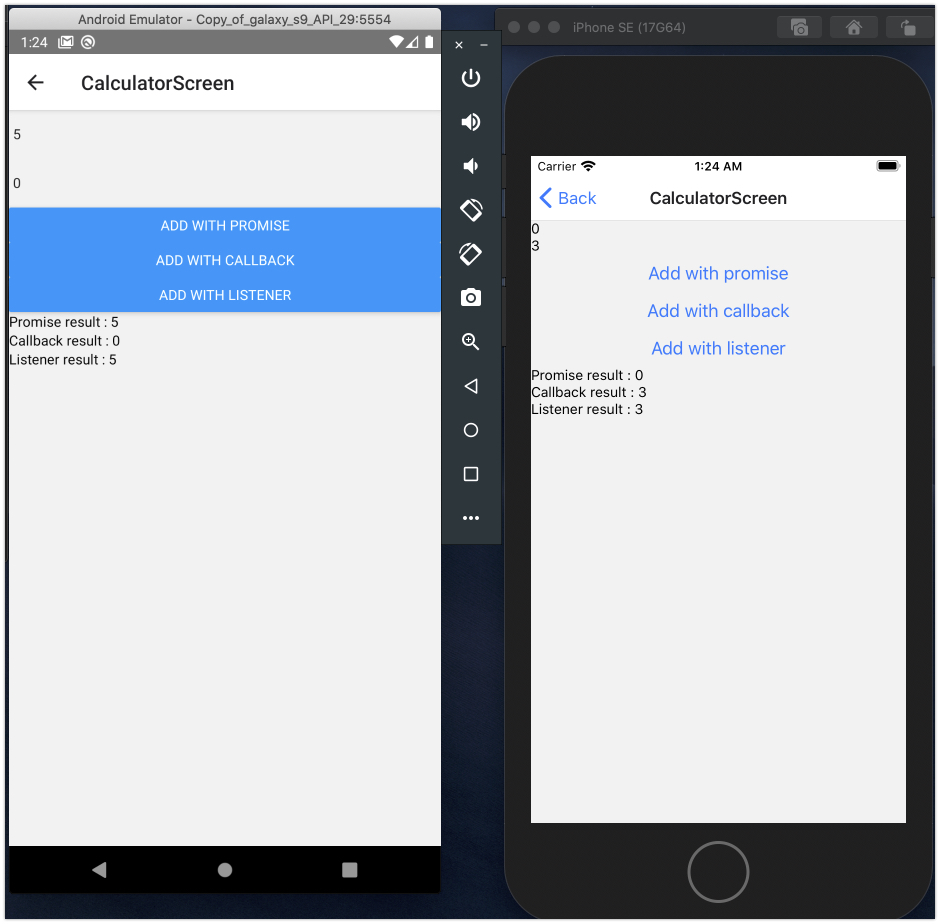 Android Emulator - Copy_of_galaxy_s9_API_29:5554
1:24
CalculatorScreen
5
0
ADD WITH PROMISE
ADD WITH CALLBACK
ADD WITH LISTENER
Promise result : 5
Callback result : 0
Listener result : 5
iPhone SE (17G64)
Carrier 1:24 AM
Back CalculatorScreen
0
3
Add with promise
Add with callback
Add with listener
Promise result : 0
Callback result : 3
Listener result : 3